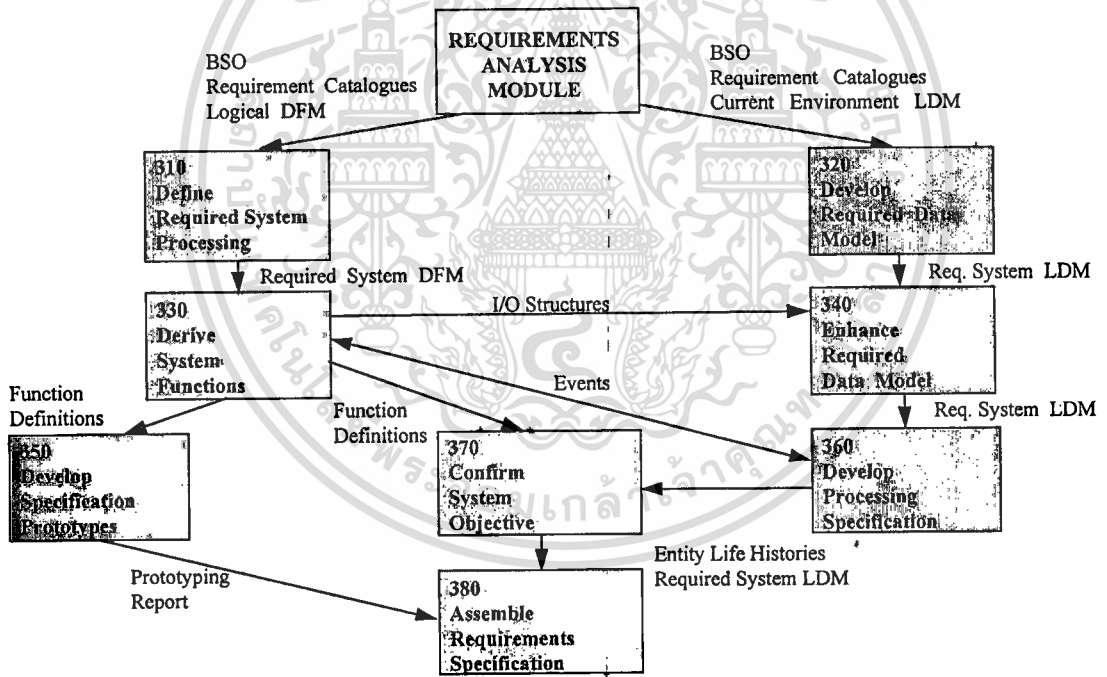 REQUIREMENTS
ANALYSIS
MODULE
BSO
Requirement Catalogues
Logical DFM
BSO
Requirement Catalogues
Current Environment LDM
310
Define
Required System
Processing
320
Develop
Required Data
Model
Required System DFM
Req. System LDM
330
Derive
System
Functions
I/O Structures
340
Enhance
Required
Data Model
Events
Function
Definitions
Function
Definitions
Req. System LDM
350
Develop
Specification
Prototypes
370
Confirm
System
Objective
360
Develop
Processing
Specification
Prototyping
Report
Entity Life Histories
Required System LDM
380
Assemble
Requirements
Specification